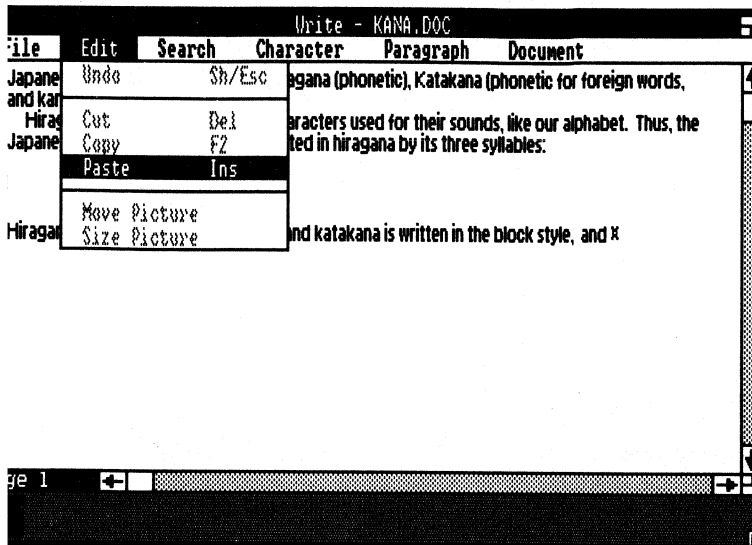 Write - KANA.DOC
File Edit Search Character Paragraph Document
Undo Sh/Esc
Cut Del
Copy F2
Paste Ins
Move Picture
Size Picture
Japane agana (phonetic), Katakana (phonetic for foreign words,
and kan
Hirag aracters used for their sounds, like our alphabet. Thus, the
Japane ted in hiragana by its three syllables:
Hiragan and katakana is written in the block style, and X
ge 1